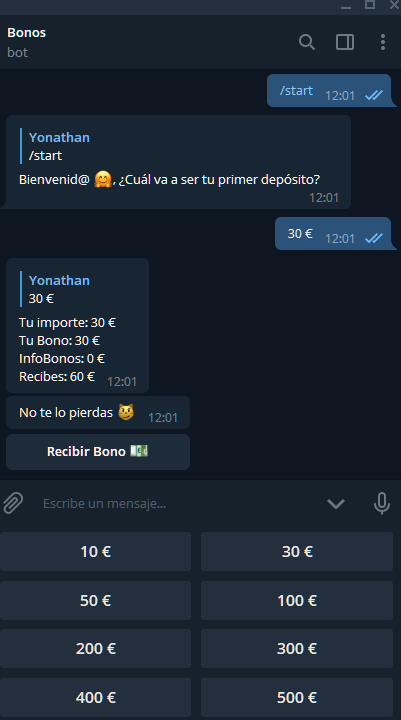 Bonos
bot
/start 12:01
Yonathan
/start
Bienvenid@ 🤗, ¿Cuál va a ser tu primer depósito?
12:01
30 € 12:01
Yonathan
30 €
Tu importe: 30 €
Tu Bono: 30 €
InfoBonos: 0 €
Recibes: 60 € 12:01
No te lo pierdas 😼 12:01
Recibir Bono 💵
Escribe un mensaje...
10 € 30 €
50 € 100 €
200 € 300 €
400 € 500 €